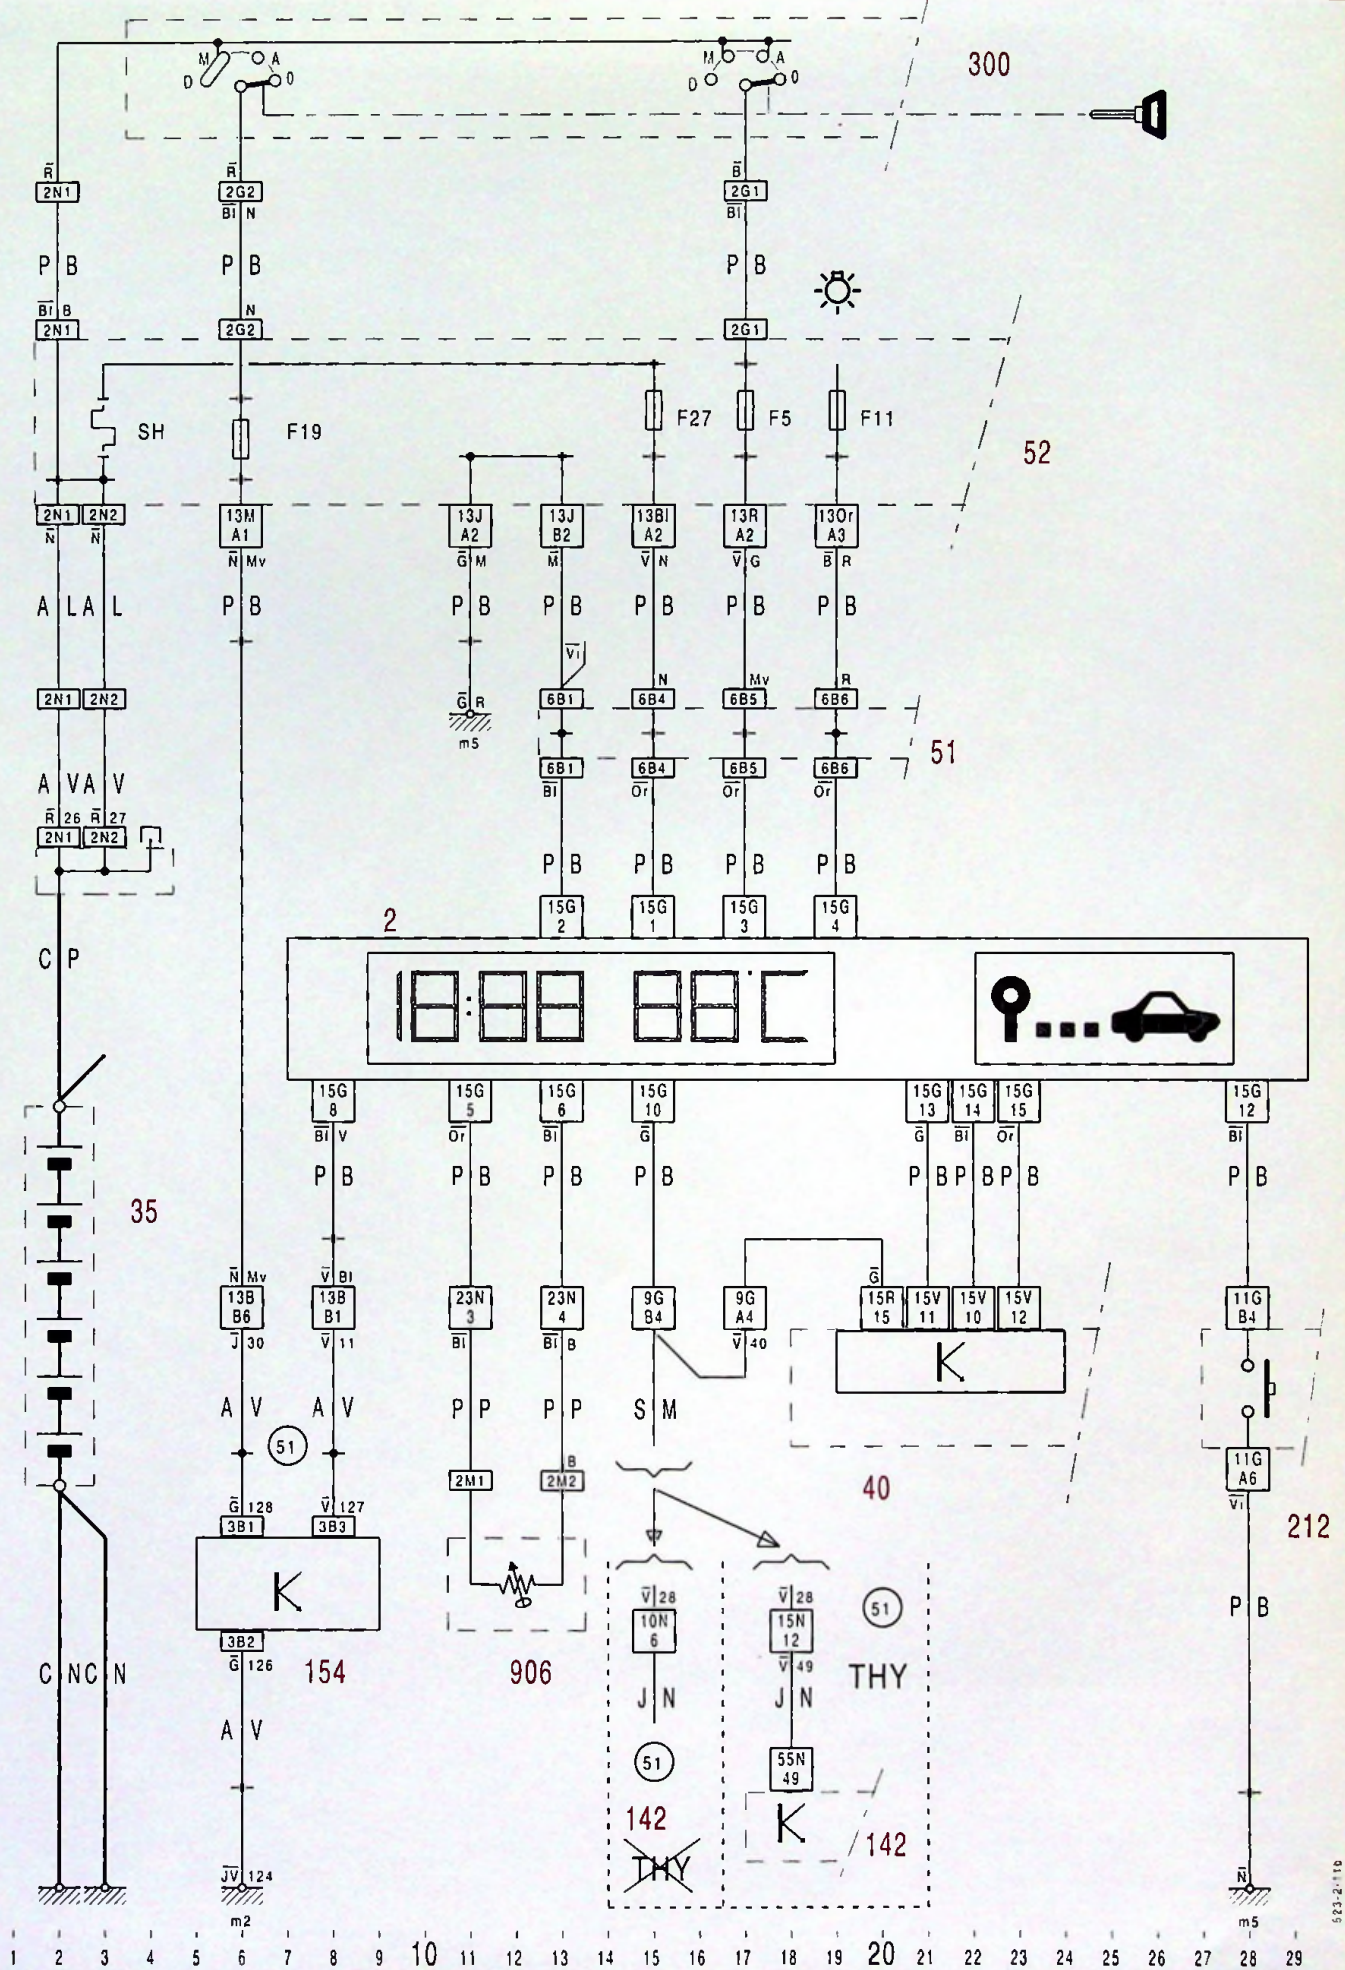 M A M A
D O D O
300
R̄ R̄ B̄
2N1 2G2 2G1
B̄l N B̄l
P B P B P B
B̄l B N
2N1 2G2 2G1
SH F19 F27 F5 F11
52
2N1 2N2 13M 13J 13J 13Bl 13R 13Or
A1 A2 B2 A2 A2 A3
N̄ N̄ N̄ Mv Ḡ M M̄ V̄ N V̄ G B̄ R
A L A L P B P B P B P B P B P B
V̄i
N Mv R
2N1 2N2 6B1 6B4 6B5 6B6
Ḡ R
m5
51
6B1 6B4 6B5 6B6
B̄l Ōr Ōr Ōr
A V A V
R̄ 26 R̄ 27
2N1 2N2
P B P B P B P B
15G 15G 15G 15G
2 1 3 4
2
C P
18:88 88°C
15G 15G 15G 15G 15G 15G 15G 15G
8 5 6 10 13 14 15 12
B̄l V Ōr B̄l Ḡ Ḡ B̄l Ōr B̄l
P B P B P B P B P B P B P B P B
35
N̄ Mv V̄ Bl Ḡ
13B 13B 23N 23N 9G 9G 15R 15V 15V 15V 11G
B6 B1 3 4 B4 A4 15 11 10 12 B4
J̄ 30 V̄ 11 B̄l B̄l B V̄ 40
K
A V A V P P P P S M
51
B
2M1 2M2
11G
A6
V̄i
40
212
Ḡ 128 V̄ 127
3B1 3B3
K
3B2
Ḡ 126
154
906
V̄ 28 V̄ 28
10N 15N
6 12
V̄ 49
51
THY
P B
C N C N
J N J N
A V
51
55N
49
142
K
142
THY
J̄V̄ 124
m2
N̄
m5
523-2-11b
1 2 3 4 5 6 7 8 9 10 11 12 13 14 15 16 17 18 19 20 21 22 23 24 25 26 27 28 29